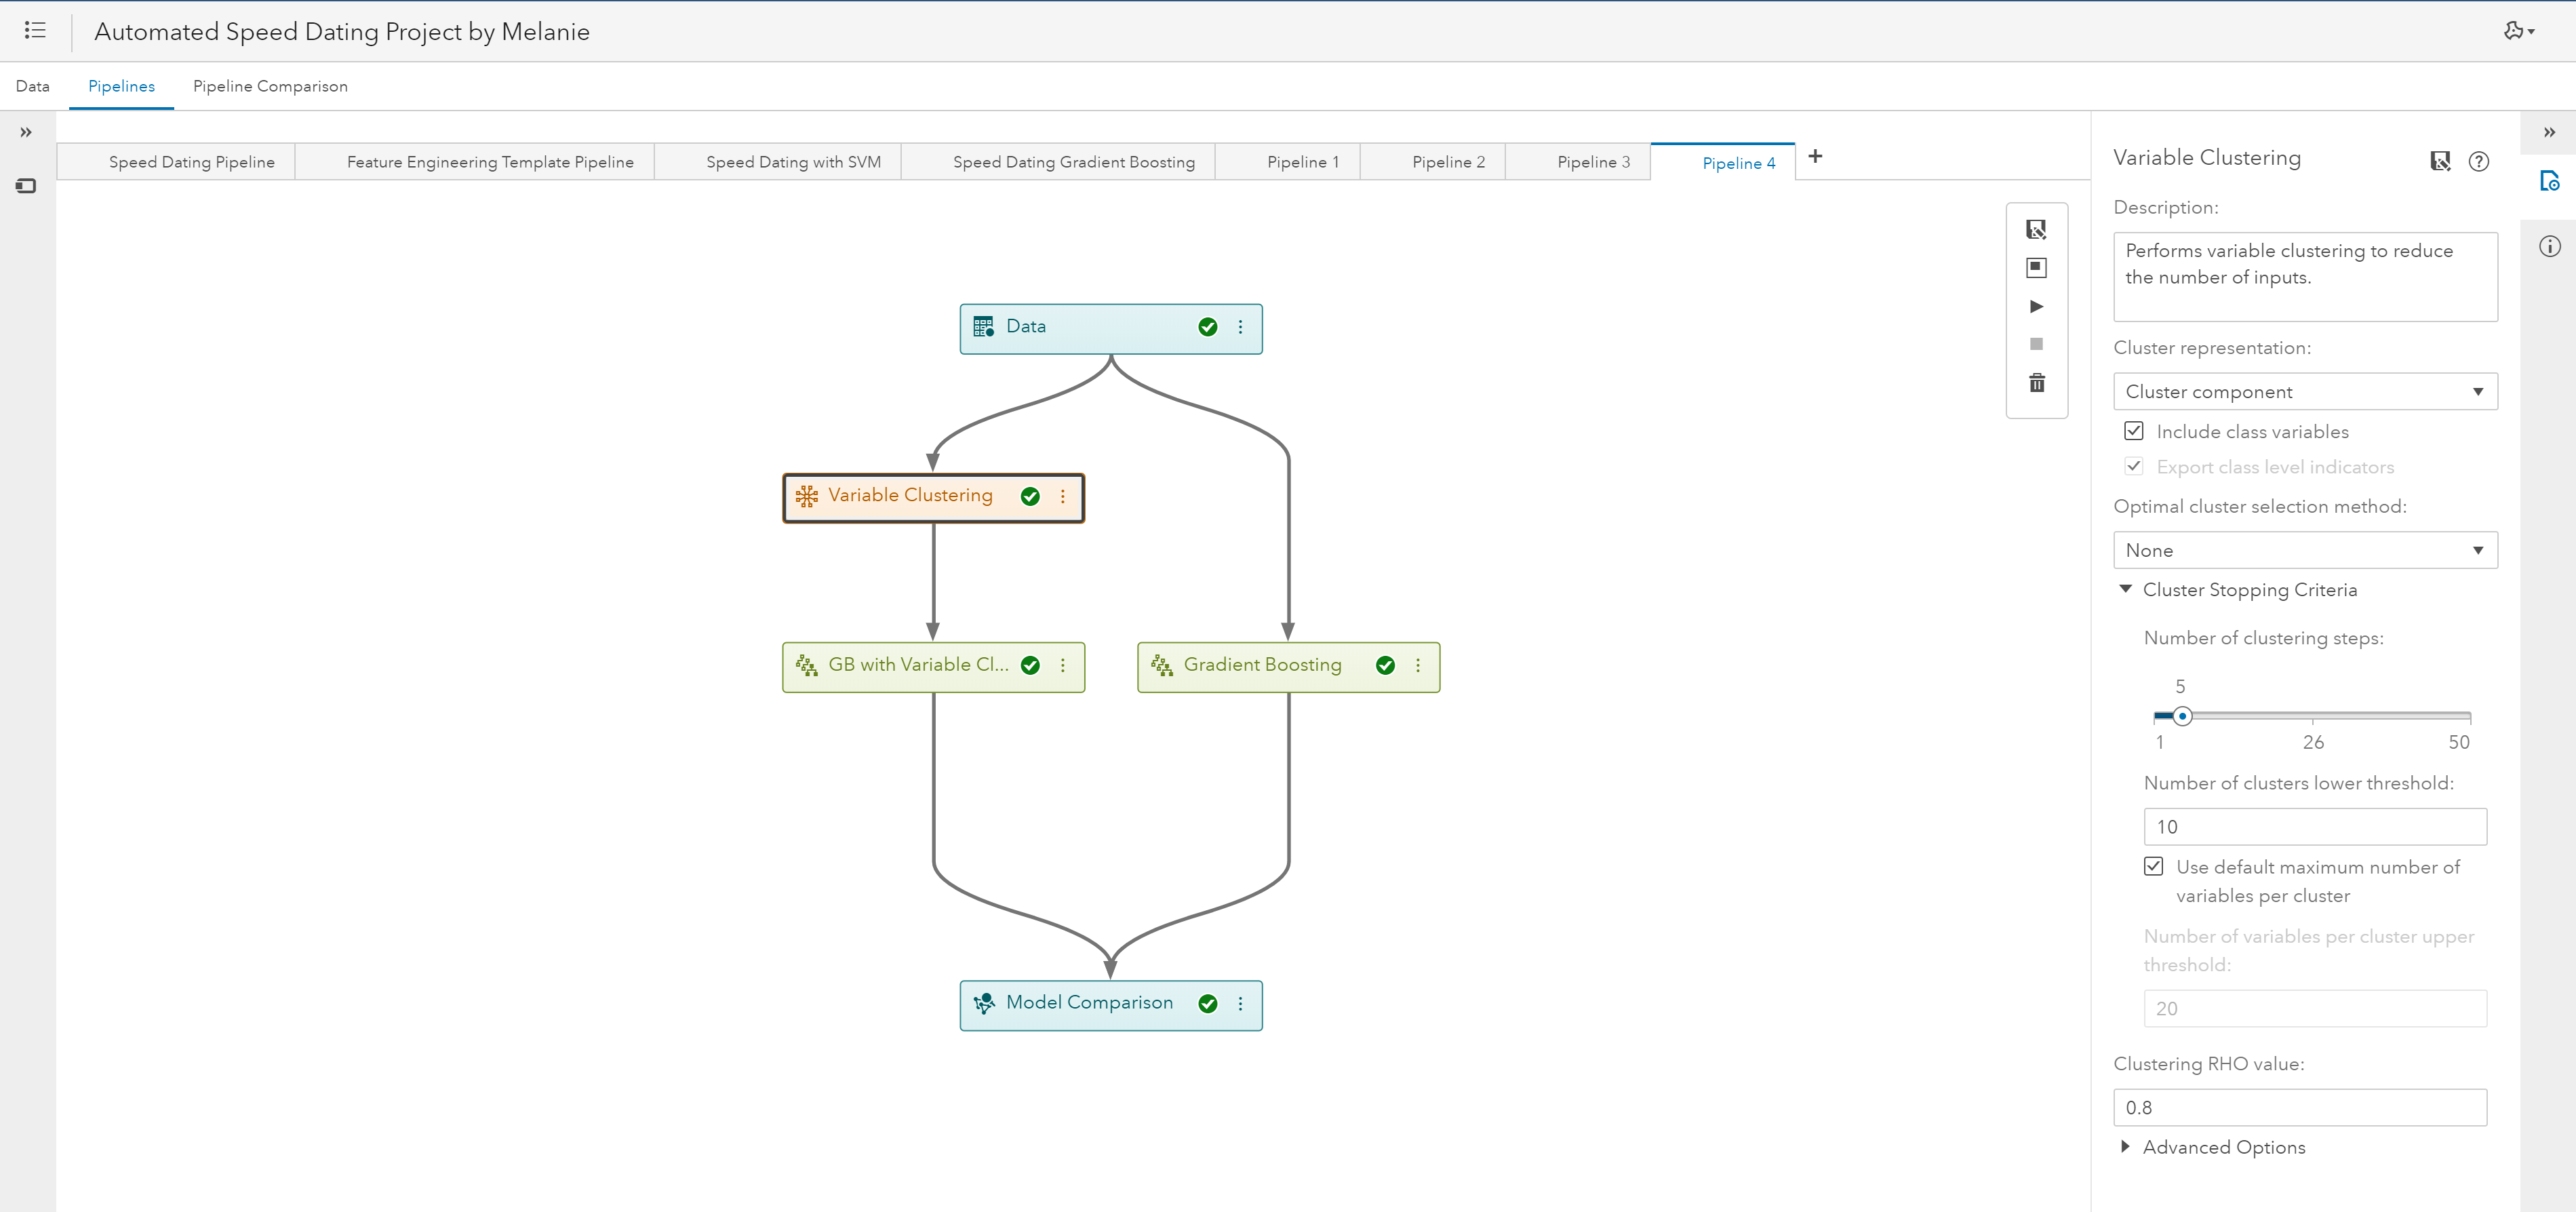 Automated Speed Dating Project by Melanie
Data
Pipelines
Pipeline Comparison
Speed Dating Pipeline
Feature Engineering Template Pipeline
Speed Dating with SVM
Speed Dating Gradient Boosting
Pipeline 1
Pipeline 2
Pipeline 3
Pipeline 4
Data
Variable Clustering
GB with Variable Cl...
Gradient Boosting
Model Comparison
Variable Clustering
Description:
Performs variable clustering to reduce
the number of inputs.
Cluster representation:
Cluster component
Include class variables
Export class level indicators
Optimal cluster selection method:
None
Cluster Stopping Criteria
Number of clustering steps:
5
1 26 50
Number of clusters lower threshold:
10
Use default maximum number of
variables per cluster
Number of variables per cluster upper
threshold:
20
Clustering RHO value:
0.8
Advanced Options